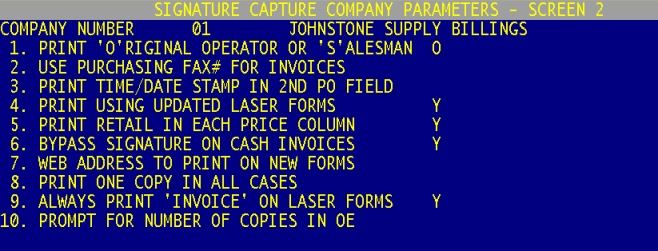 SIGNATURE CAPTURE COMPANY PARAMETERS - SCREEN 2
COMPANY NUMBER 01 JOHNSTONE SUPPLY BILLINGS
1. PRINT 'O'RIGINAL OPERATOR OR 'S'ALESMAN O
2. USE PURCHASING FAX# FOR INVOICES
3. PRINT TIME/DATE STAMP IN 2ND PO FIELD
4. PRINT USING UPDATED LASER FORMS Y
5. PRINT RETAIL IN EACH PRICE COLUMN Y
6. BYPASS SIGNATURE ON CASH INVOICES Y
7. WEB ADDRESS TO PRINT ON NEW FORMS
8. PRINT ONE COPY IN ALL CASES
9. ALWAYS PRINT 'INVOICE' ON LASER FORMS Y
10. PROMPT FOR NUMBER OF COPIES IN OE